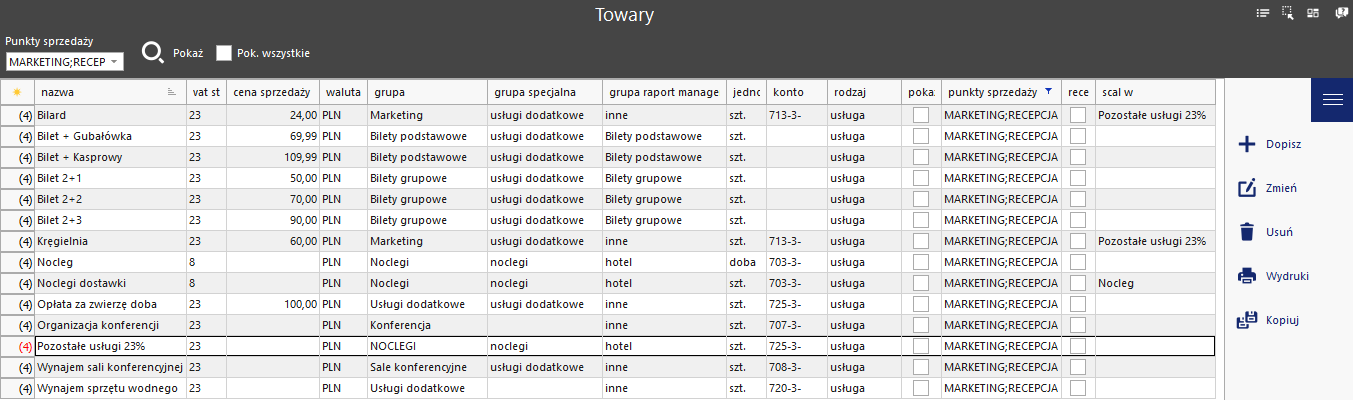 Towary
Punkty sprzedaży
MARKETING;RECEP Pokaż Pok. wszystkie
nazwa vat st cena sprzedaży waluta grupa grupa specjalna grupa raport manage jedno konto rodzaj pokaż punkty sprzedaży rece scal w
(4) Bilard 23 24,00 PLN Marketing usługi dodatkowe inne szt. 713-3- usługa MARKETING;RECEPCJA Pozostałe usługi 23%
(4) Bilet + Gubałówka 23 69,99 PLN Bilety podstawowe usługi dodatkowe Bilety podstawowe szt. usługa MARKETING;RECEPCJA
(4) Bilet + Kasprowy 23 109,99 PLN Bilety podstawowe usługi dodatkowe Bilety podstawowe szt. usługa MARKETING;RECEPCJA
(4) Bilet 2+1 23 50,00 PLN Bilety grupowe usługi dodatkowe Bilety grupowe szt. usługa MARKETING;RECEPCJA
(4) Bilet 2+2 23 70,00 PLN Bilety grupowe usługi dodatkowe Bilety grupowe szt. usługa MARKETING;RECEPCJA
(4) Bilet 2+3 23 90,00 PLN Bilety grupowe usługi dodatkowe Bilety grupowe szt. usługa MARKETING;RECEPCJA
(4) Kręgielnia 23 60,00 PLN Marketing usługi dodatkowe inne szt. 713-3- usługa MARKETING;RECEPCJA Pozostałe usługi 23%
(4) Nocleg 8 PLN Noclegi noclegi hotel doba 703-3- usługa MARKETING;RECEPCJA
(4) Noclegi dostawki 8 PLN Noclegi noclegi hotel szt. 703-3- usługa MARKETING;RECEPCJA Nocleg
(4) Opłata za zwierzę doba 23 100,00 PLN Usługi dodatkowe usługi dodatkowe inne szt. 725-3- usługa MARKETING;RECEPCJA
(4) Organizacja konferencji 23 PLN Konferencja inne szt. 707-3- usługa MARKETING;RECEPCJA
(4) Pozostałe usługi 23% 23 PLN NOCLEGI noclegi hotel szt. 725-3- usługa MARKETING;RECEPCJA
(4) Wynajem sali konferencyjnej 23 PLN Sale konferencyjne usługi dodatkowe inne szt. 708-3- usługa MARKETING;RECEPCJA
(4) Wynajem sprzętu wodnego 23 PLN Usługi dodatkowe inne szt. 720-3- usługa MARKETING;RECEPCJA
Dopisz
Zmień
Usuń
Wydruki
Kopiuj